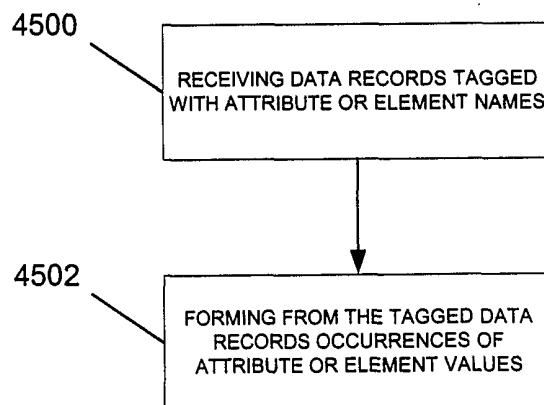 4500
RECEIVING DATA RECORDS TAGGED
WITH ATTRIBUTE OR ELEMENT NAMES
4502
FORMING FROM THE TAGGED DATA
RECORDS OCCURRENCES OF
ATTRIBUTE OR ELEMENT VALUES